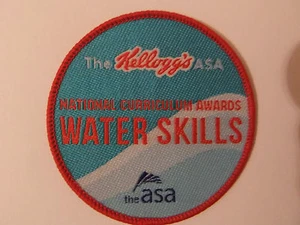 The Kellogg's ASA
NATIONAL CURRICULUM AWARDS
WATER SKILLS
the asa